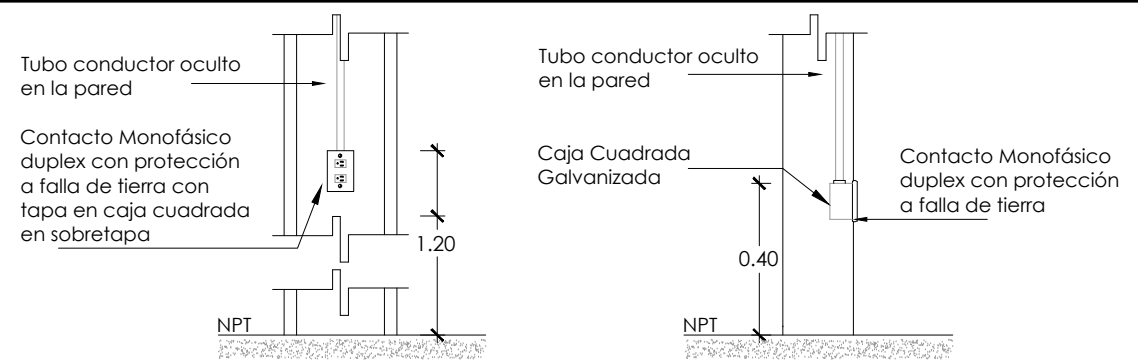 Tubo conductor oculto
en la pared
Contacto Monofásico
duplex con protección
a falla de tierra con
tapa en caja cuadrada
en sobretapa
1.20
NPT
Tubo conductor oculto
en la pared
Caja Cuadrada
Galvanizada
Contacto Monofásico
duplex con protección
a falla de tierra
0.40
NPT